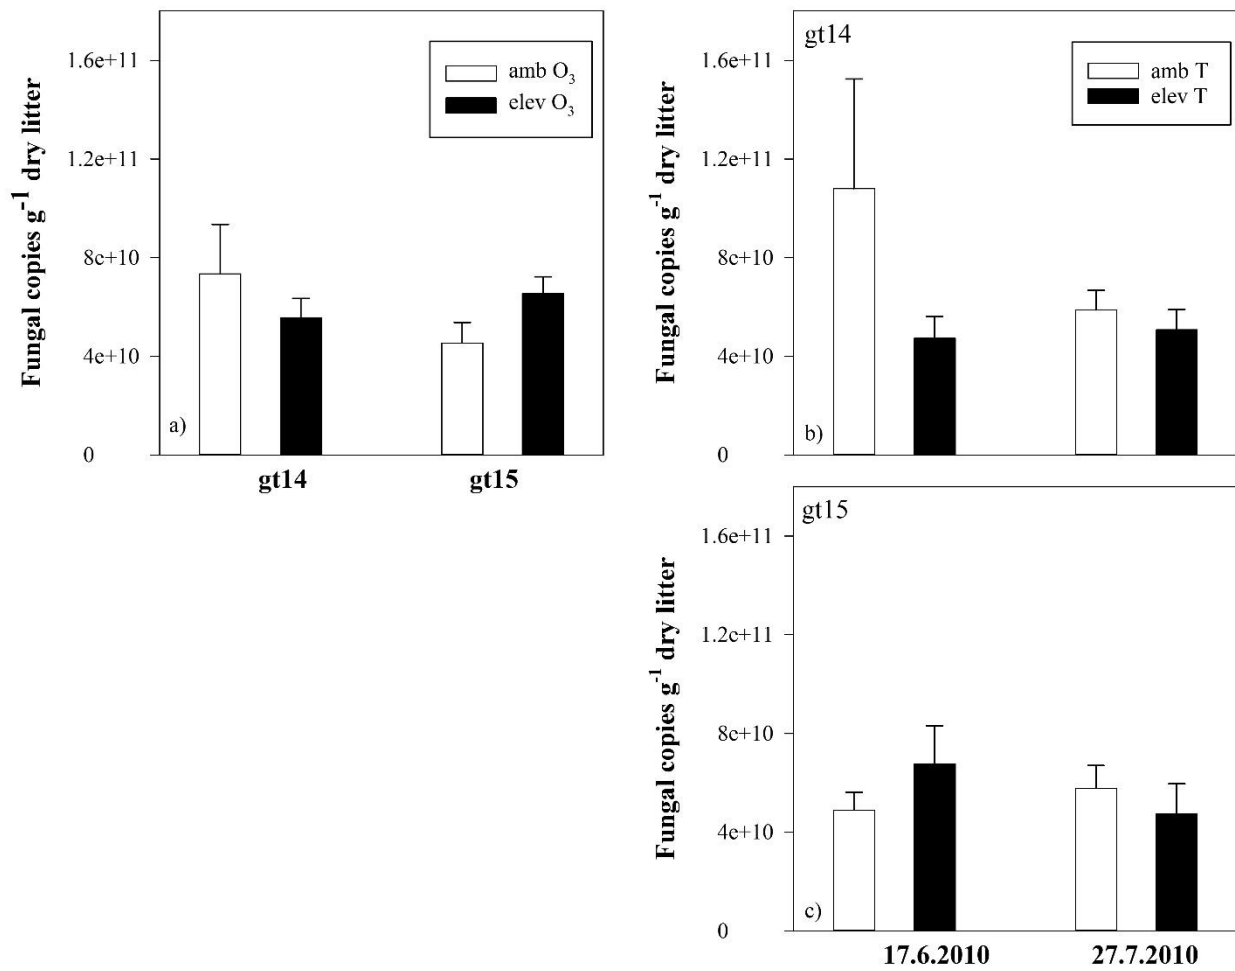 Fungal copies g⁻¹ dry litter
1.6e+11
1.2e+11
8e+10
4e+10
0
amb O₃
elev O₃
a)
gt14
gt15
Fungal copies g⁻¹ dry litter
1.6e+11
1.2e+11
8e+10
4e+10
0
gt14
amb T
elev T
b)
Fungal copies g⁻¹ dry litter
1.6e+11
1.2e+11
8e+10
4e+10
0
gt15
c)
17.6.2010
27.7.2010